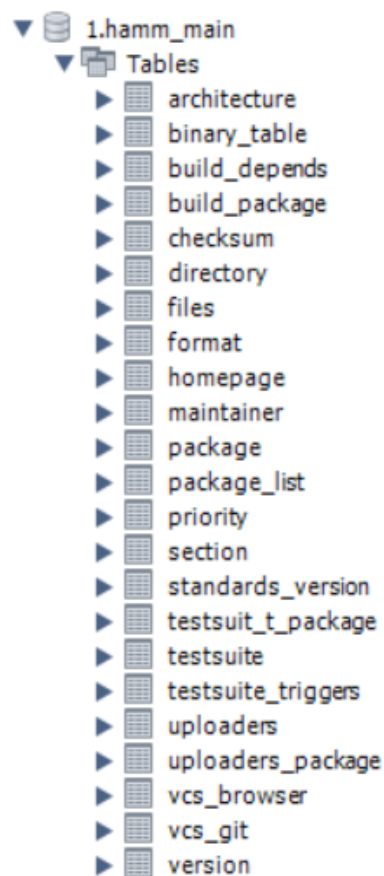 1.hamm_main
Tables
architecture
binary_table
build_depends
build_package
checksum
directory
files
format
homepage
maintainer
package
package_list
priority
section
standards_version
testsuit_t_package
testsuite
testsuite_triggers
uploaders
uploaders_package
vcs_browser
vcs_git
version